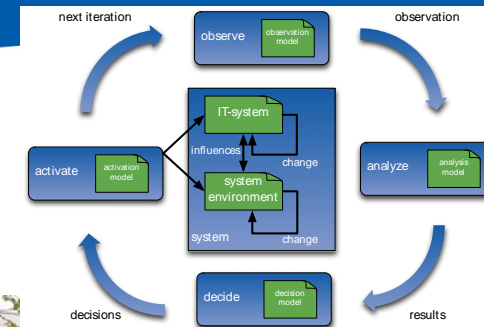 next iteration
observation
observe
observation
model
IT-system
influences
change
activate
activation
model
analyze
analysis
model
system
environment
system
change
decide
decision
model
decisions
results